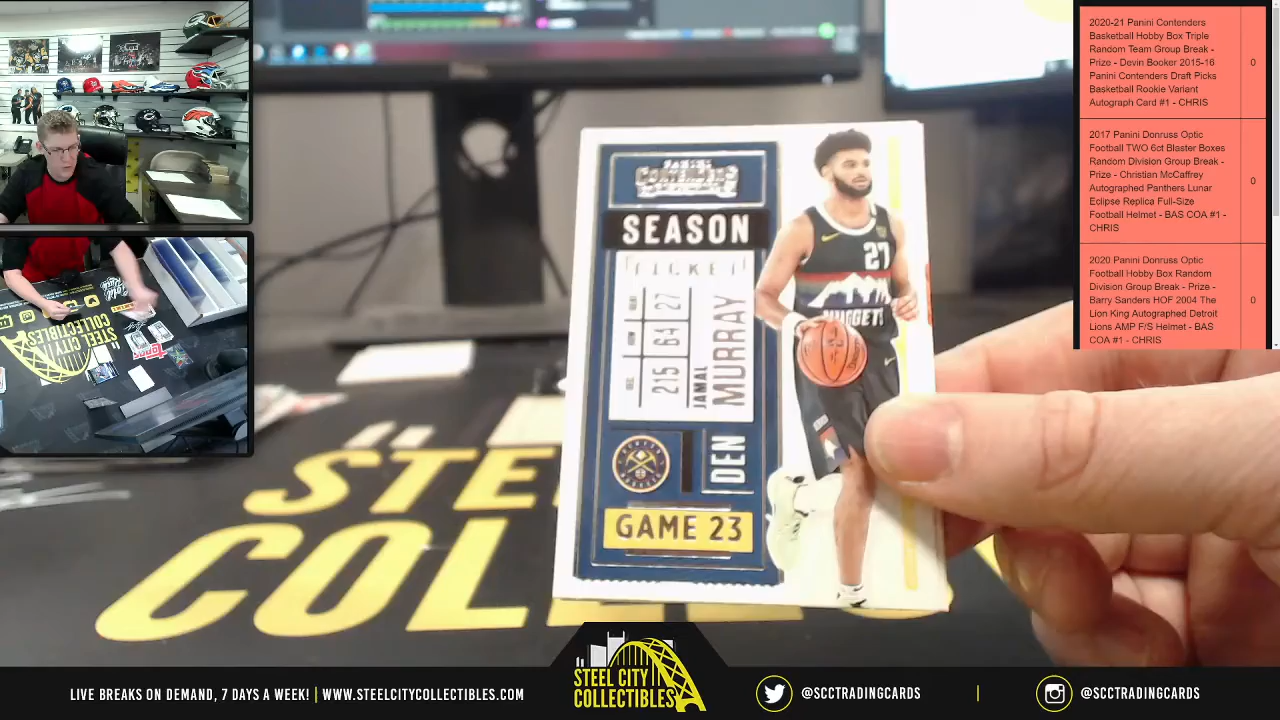 2020-21 Panini Contenders
Basketball Hobby Box Triple
Random Team Group Break -
Prize - Devin Booker 2015-16
Panini Contenders Draft Picks
Basketball Rookie Variant
Autograph Card #1 - CHRIS
0
2017 Panini Donruss Optic
Football TWO 6ct Blaster Boxes
Random Division Group Break -
Prize - Christian McCaffrey
Autographed Panthers Lunar
Eclipse Replica Full-Size
Football Helmet - BAS COA #1 -
CHRIS
0
2020 Panini Donruss Optic
Football Hobby Box Random
Division Group Break - Prize -
Barry Sanders HOF 2004 The
Lion King Autographed Detroit
Lions AMP F/S Helmet - BAS
COA #1 - CHRIS
0
PANINI
CONTENDERS
SEASON
TICKET
27
64
215
JAMAL
MURRAY
DEN
GAME 23
27
NUGGETS
STEEL CITY
COLLECTIBLES
STE
COL
STEEL CITY
COLLECTIBLES
LIVE BREAKS ON DEMAND, 7 DAYS A WEEK! | WWW.STEELCITYCOLLECTIBLES.COM
@SCCTRADINGCARDS | @SCCTRADINGCARDS